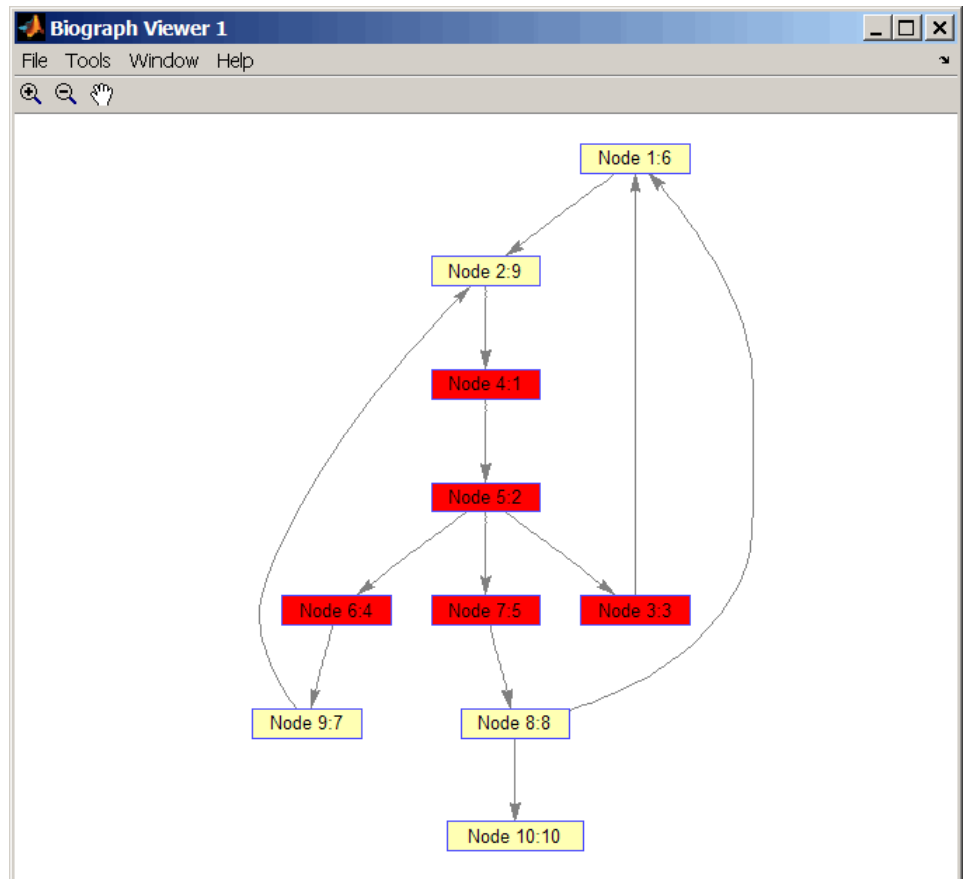 Biograph Viewer 1
File Tools Window Help
Node 1:6
Node 2:9
Node 4:1
Node 5:2
Node 6:4 Node 7:5 Node 3:3
Node 9:7 Node 8:8
Node 10:10